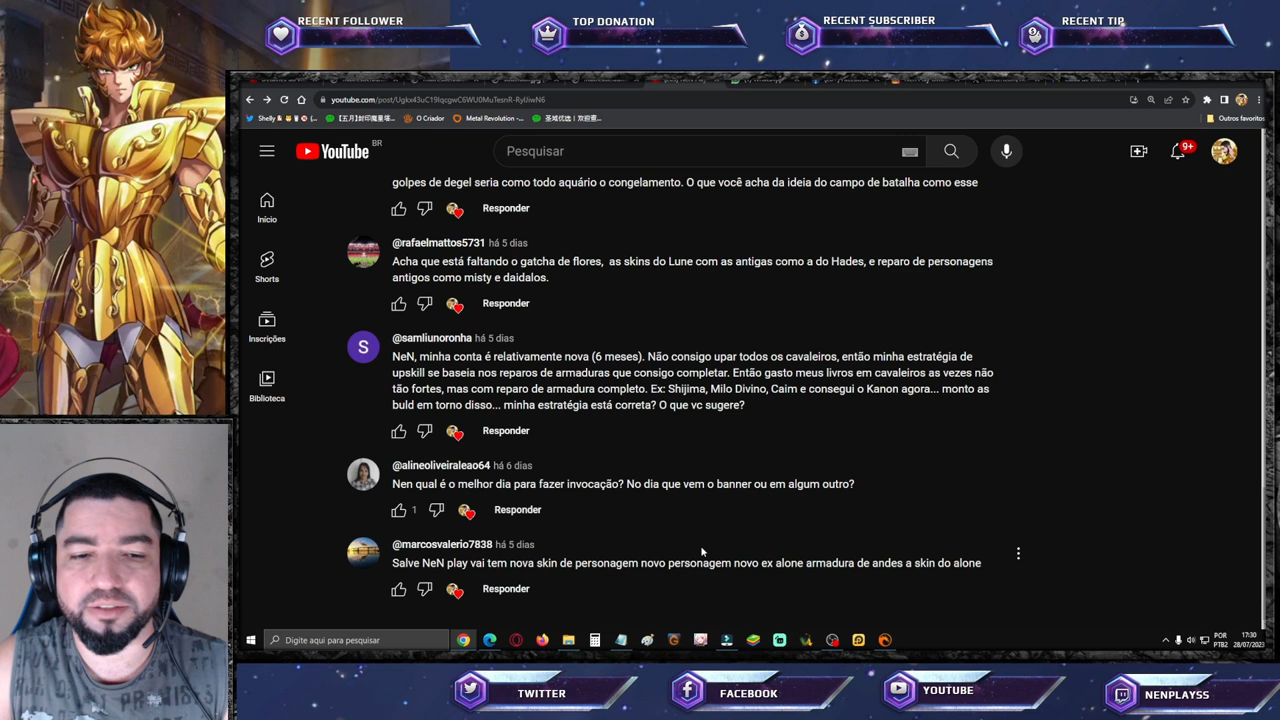 RECENT FOLLOWER
TOP DONATION
RECENT SUBSCRIBER
RECENT TIP
youtube.com/post/Ugkx43uC19IqcgwC6WU0MuTesnR-RyUiwN6
Shelly
O Criador
Metal Revolution -...
Outros favoritos
YouTube BR
Pesquisar
9+
golpes de degel seria como todo aquário o congelamento. O que você acha da ideia do campo de batalha como esse
Responder
Início
@rafaelmattos5731 há 5 dias
Acha que está faltando o gatcha de flores, as skins do Lune com as antigas como a do Hades, e reparo de personagens
antigos como misty e daidalos.
Responder
Shorts
Inscrições
Biblioteca
S
@samliunoronha há 5 dias
NeN, minha conta é relativamente nova (6 meses). Não consigo upar todos os cavaleiros, então minha estratégia de
upskill se baseia nos reparos de armaduras que consigo completar. Então gasto meus livros em cavaleiros as vezes não
tão fortes, mas com reparo de armadura completo. Ex: Shijima, Milo Divino, Caim e consegui o Kanon agora... monto as
buld em torno disso... minha estratégia está correta? O que vc sugere?
Responder
@alineoliveiraleao64 há 6 dias
Nen qual é o melhor dia para fazer invocação? No dia que vem o banner ou em algum outro?
1
Responder
@marcosvalerio7838 há 5 dias
Salve NeN play vai tem nova skin de personagem novo personagem novo ex alone armadura de andes a skin do alone
Responder
Digite aqui para pesquisar
POR
PTB2
17:30
28/07/2023
TWITTER
FACEBOOK
YOUTUBE
NENPLAYSS